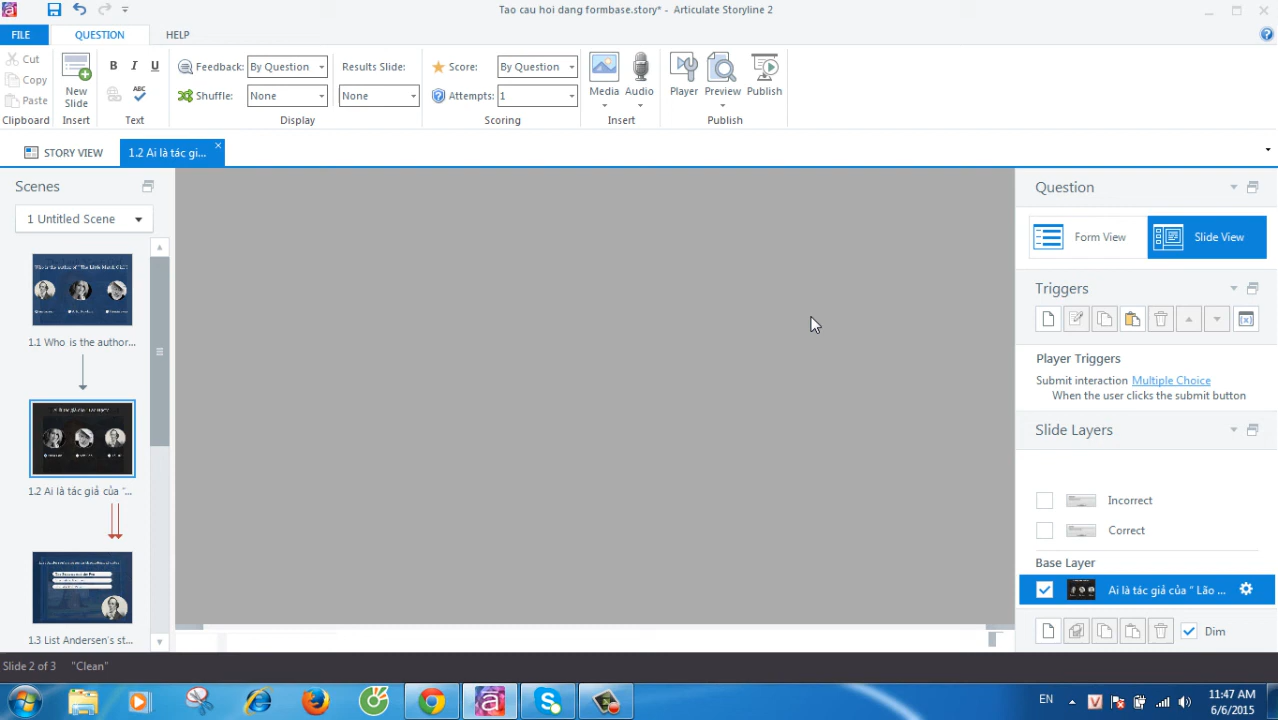 Tao cau hoi dang formbase.story* - Articulate Storyline 2
FILE
QUESTION
HELP
Cut
Copy
Paste
Clipboard
New
Slide
Insert
B I U
ABC
Text
Feedback: By Question
Shuffle: None
Results Slide:
None
Display
Score: By Question
Attempts: 1
Scoring
Media
Audio
Insert
Player
Preview
Publish
Publish
STORY VIEW
1.2 Ai là tác gi...
Scenes
1 Untitled Scene
1.1 Who is the author...
1.2 Ai là tác giả của “...
1.3 List Andersen's st...
Question
Form View
Slide View
Triggers
Player Triggers
Submit interaction Multiple Choice
When the user clicks the submit button
Slide Layers
Incorrect
Correct
Base Layer
Ai là tác giả của “ Lão ...
Dim
Slide 2 of 3 "Clean"
EN
11:47 AM
6/6/2015